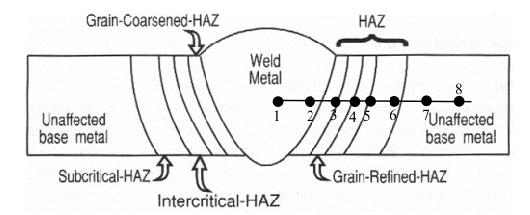 Grain-Coarsened-HAZ
HAZ
Weld
Metal
8
1 2 3 4 5 6 7
Unaffected
base metal
Unaffected
base metal
Subcritical-HAZ
Grain-Refined-HAZ
Intercritical-HAZ